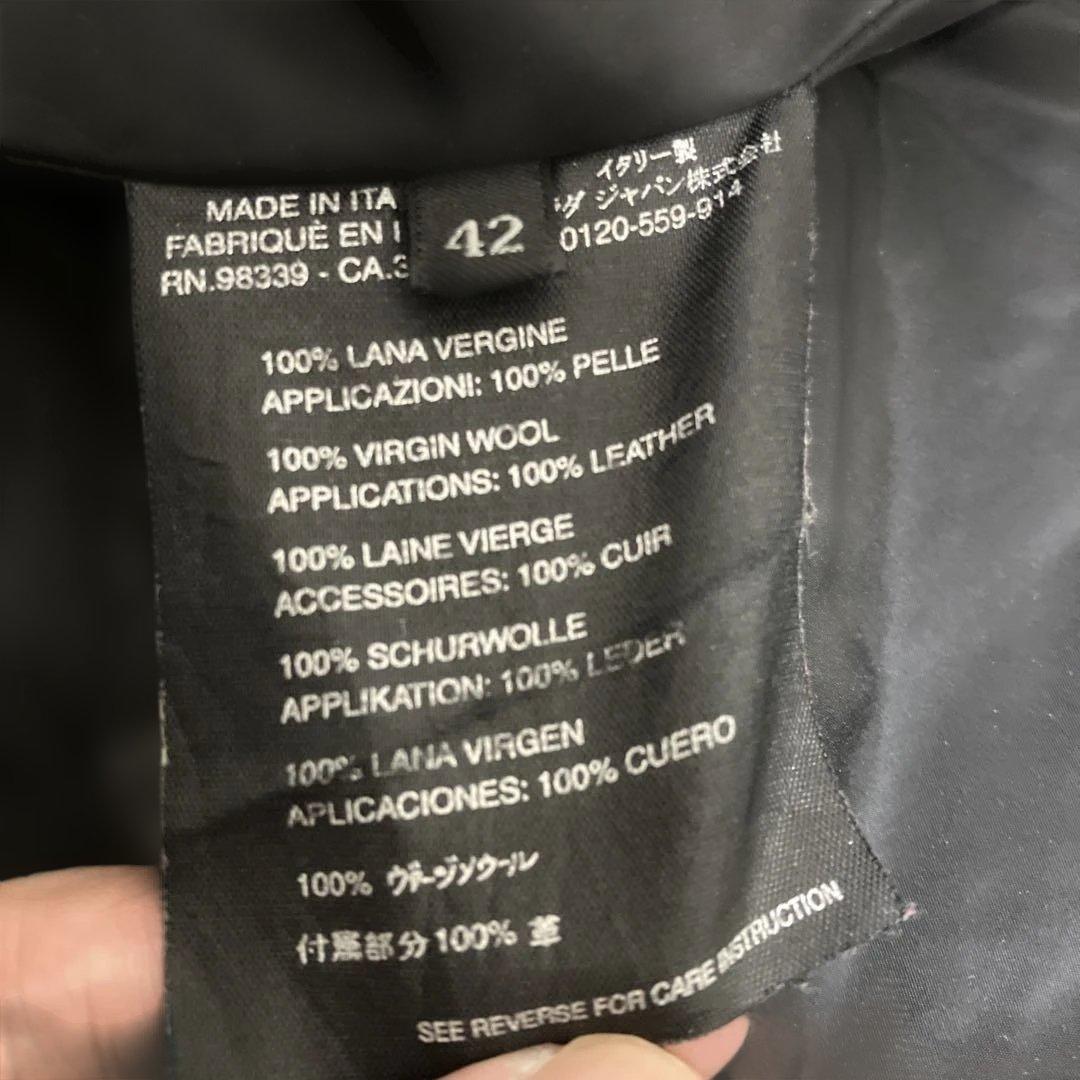 MADE IN ITA
FABRIQUÉ EN I
RN.98339 - CA.3
42
イタリー製
ダ ジャパン株式会社
0120-559-914
100% LANA VERGINE
APPLICAZIONI: 100% PELLE
100% VIRGIN WOOL
APPLICATIONS: 100% LEATHER
100% LAINE VIERGE
ACCESSOIRES: 100% CUIR
100% SCHURWOLLE
APPLIKATION: 100% LEDER
100% LANA VIRGEN
APLICACIONES: 100% CUERO
100% ヴァージンウール
付属部分100% 革
SEE REVERSE FOR CARE INSTRUCTION